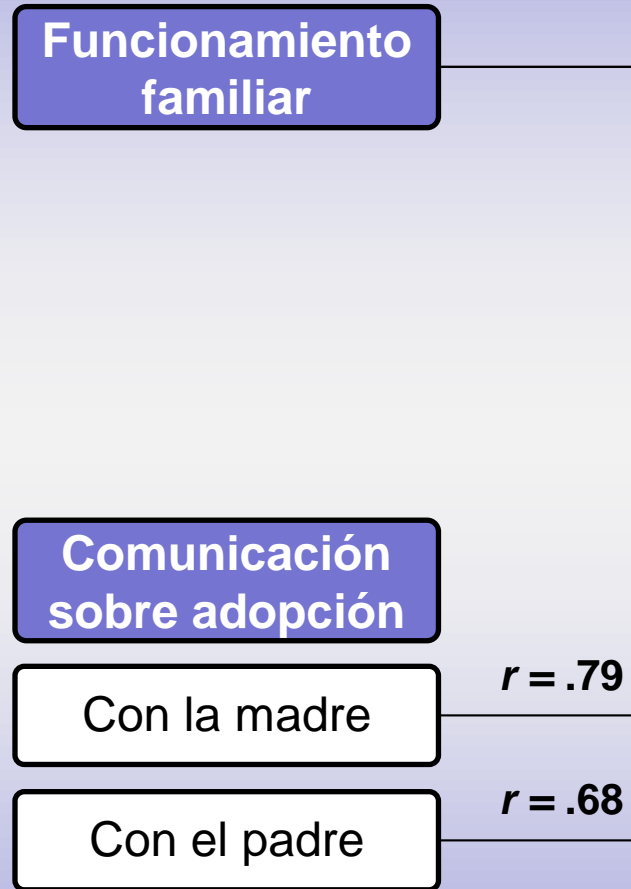 Funcionamiento
familiar
Comunicación
sobre adopción
r = .79
Con la madre
r = .68
Con el padre